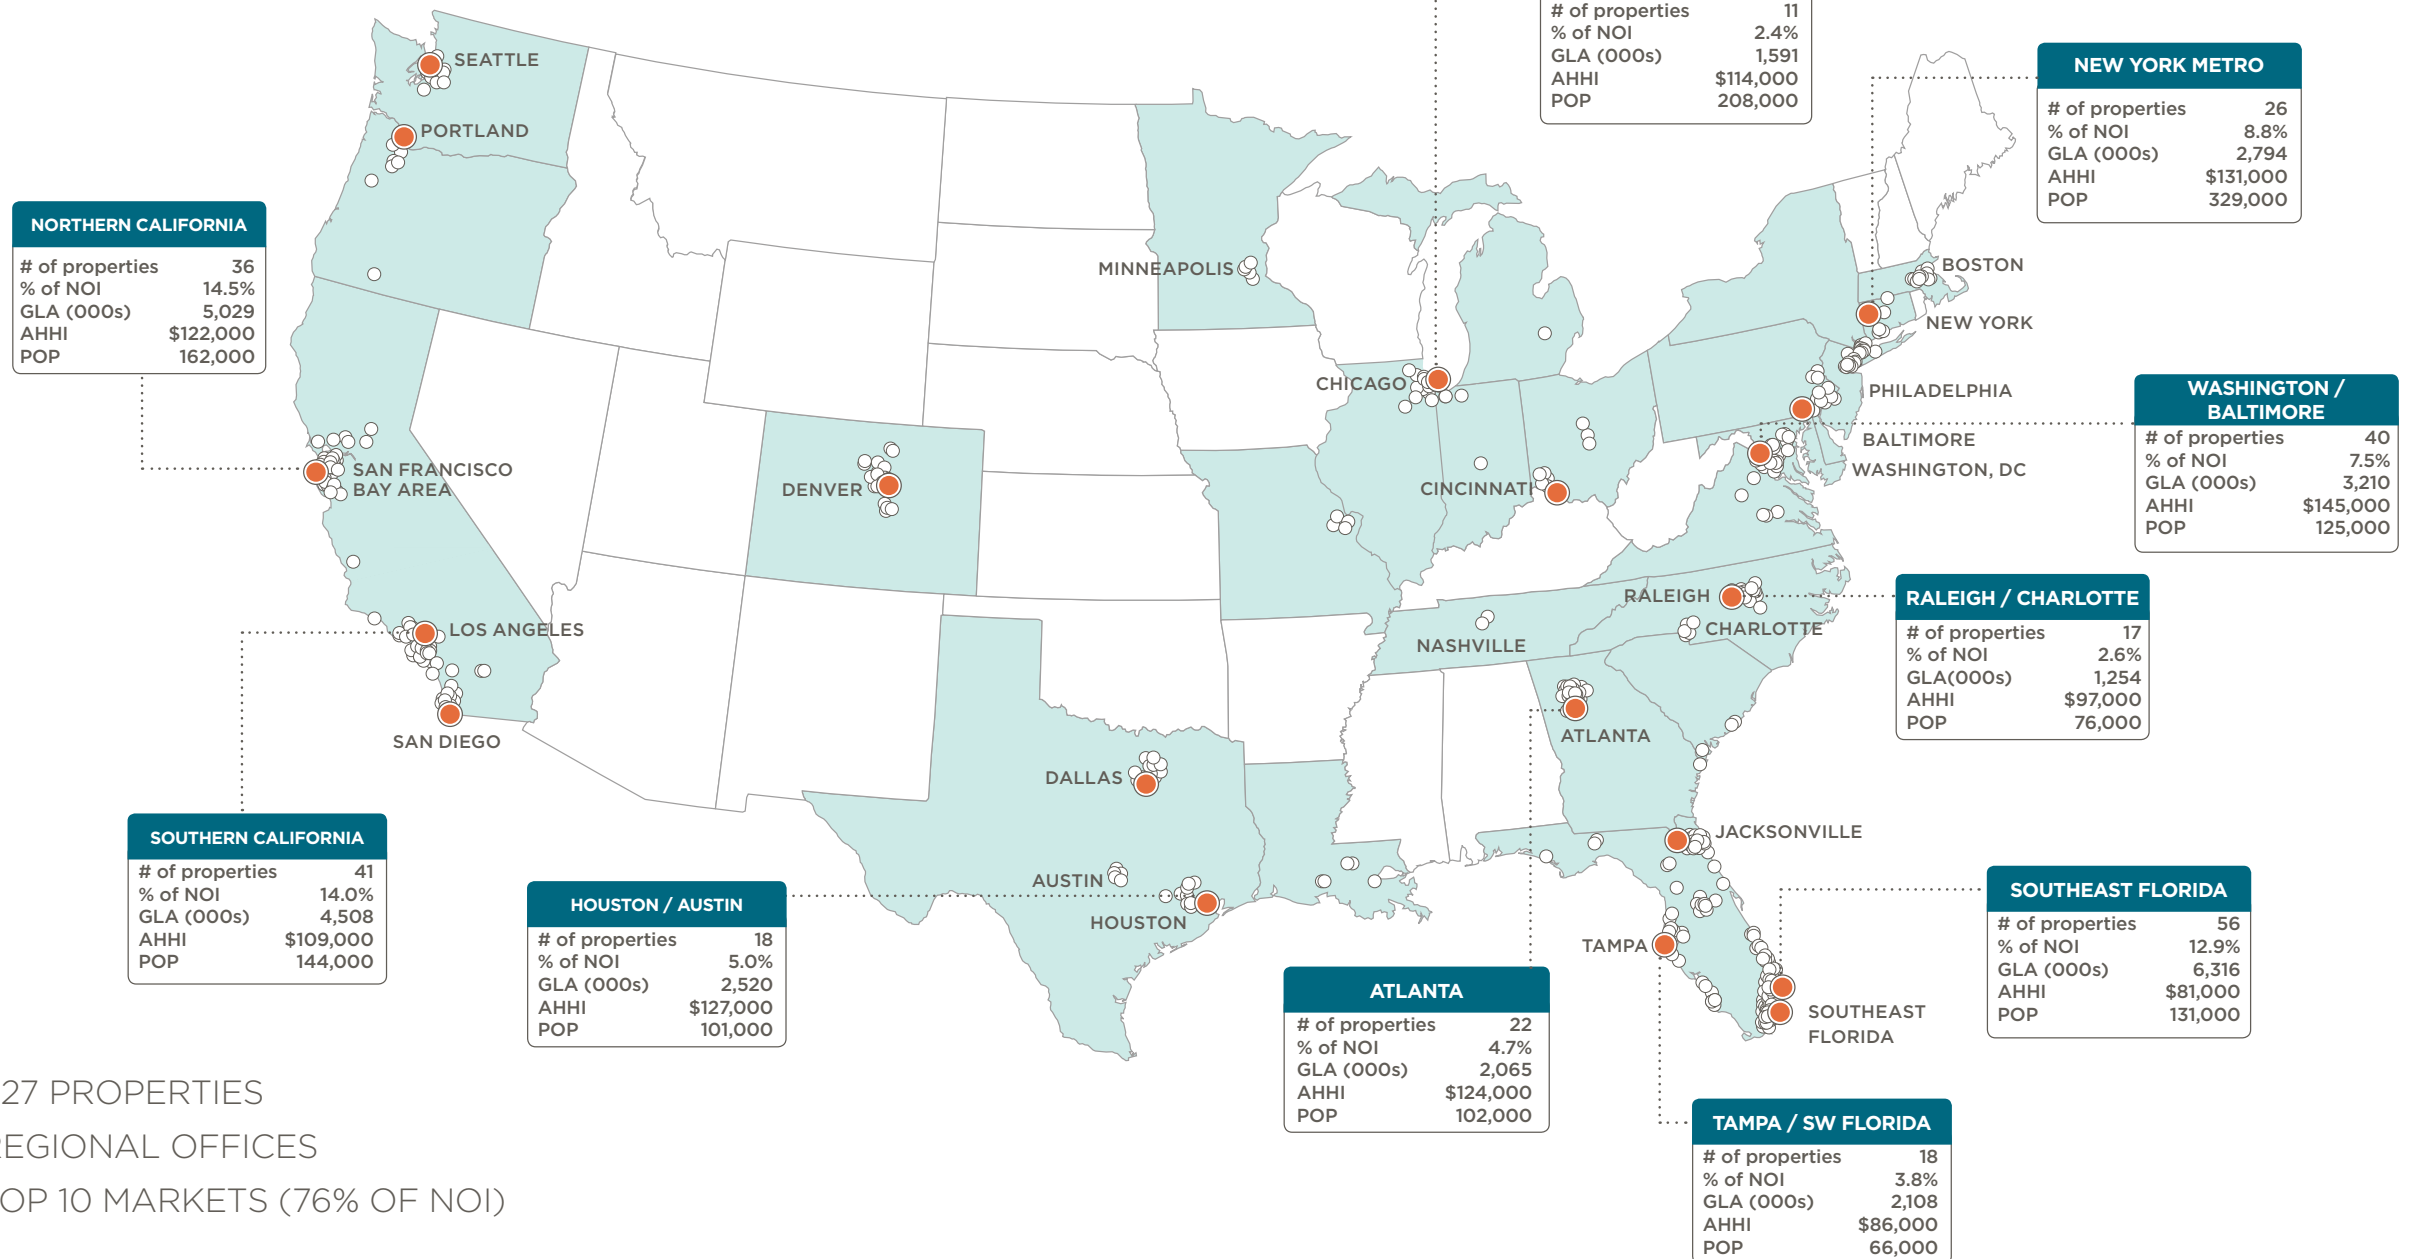 # of properties 11
% of NOI 2.4%
GLA (000s) 1,591
AHHI $114,000
POP 208,000
NEW YORK METRO
# of properties 26
% of NOI 8.8%
GLA (000s) 2,794
AHHI $131,000
POP 329,000
SEATTLE
PORTLAND
NORTHERN CALIFORNIA
# of properties 36
% of NOI 14.5%
GLA (000s) 5,029
AHHI $122,000
POP 162,000
MINNEAPOLIS
BOSTON
NEW YORK
CHICAGO
PHILADELPHIA
WASHINGTON /
BALTIMORE
# of properties 40
% of NOI 7.5%
GLA (000s) 3,210
AHHI $145,000
POP 125,000
BALTIMORE
WASHINGTON, DC
SAN FRANCISCO
BAY AREA
DENVER
CINCINNATI
RALEIGH
CHARLOTTE
NASHVILLE
RALEIGH / CHARLOTTE
# of properties 17
% of NOI 2.6%
GLA(000s) 1,254
AHHI $97,000
POP 76,000
LOS ANGELES
SAN DIEGO
ATLANTA
DALLAS
JACKSONVILLE
SOUTHERN CALIFORNIA
# of properties 41
% of NOI 14.0%
GLA (000s) 4,508
AHHI $109,000
POP 144,000
AUSTIN
HOUSTON
HOUSTON / AUSTIN
# of properties 18
% of NOI 5.0%
GLA (000s) 2,520
AHHI $127,000
POP 101,000
TAMPA
SOUTHEAST FLORIDA
# of properties 56
% of NOI 12.9%
GLA (000s) 6,316
AHHI $81,000
POP 131,000
SOUTHEAST
FLORIDA
ATLANTA
# of properties 22
% of NOI 4.7%
GLA (000s) 2,065
AHHI $124,000
POP 102,000
TAMPA / SW FLORIDA
# of properties 18
% of NOI 3.8%
GLA (000s) 2,108
AHHI $86,000
POP 66,000
27 PROPERTIES
REGIONAL OFFICES
OP 10 MARKETS (76% OF NOI)